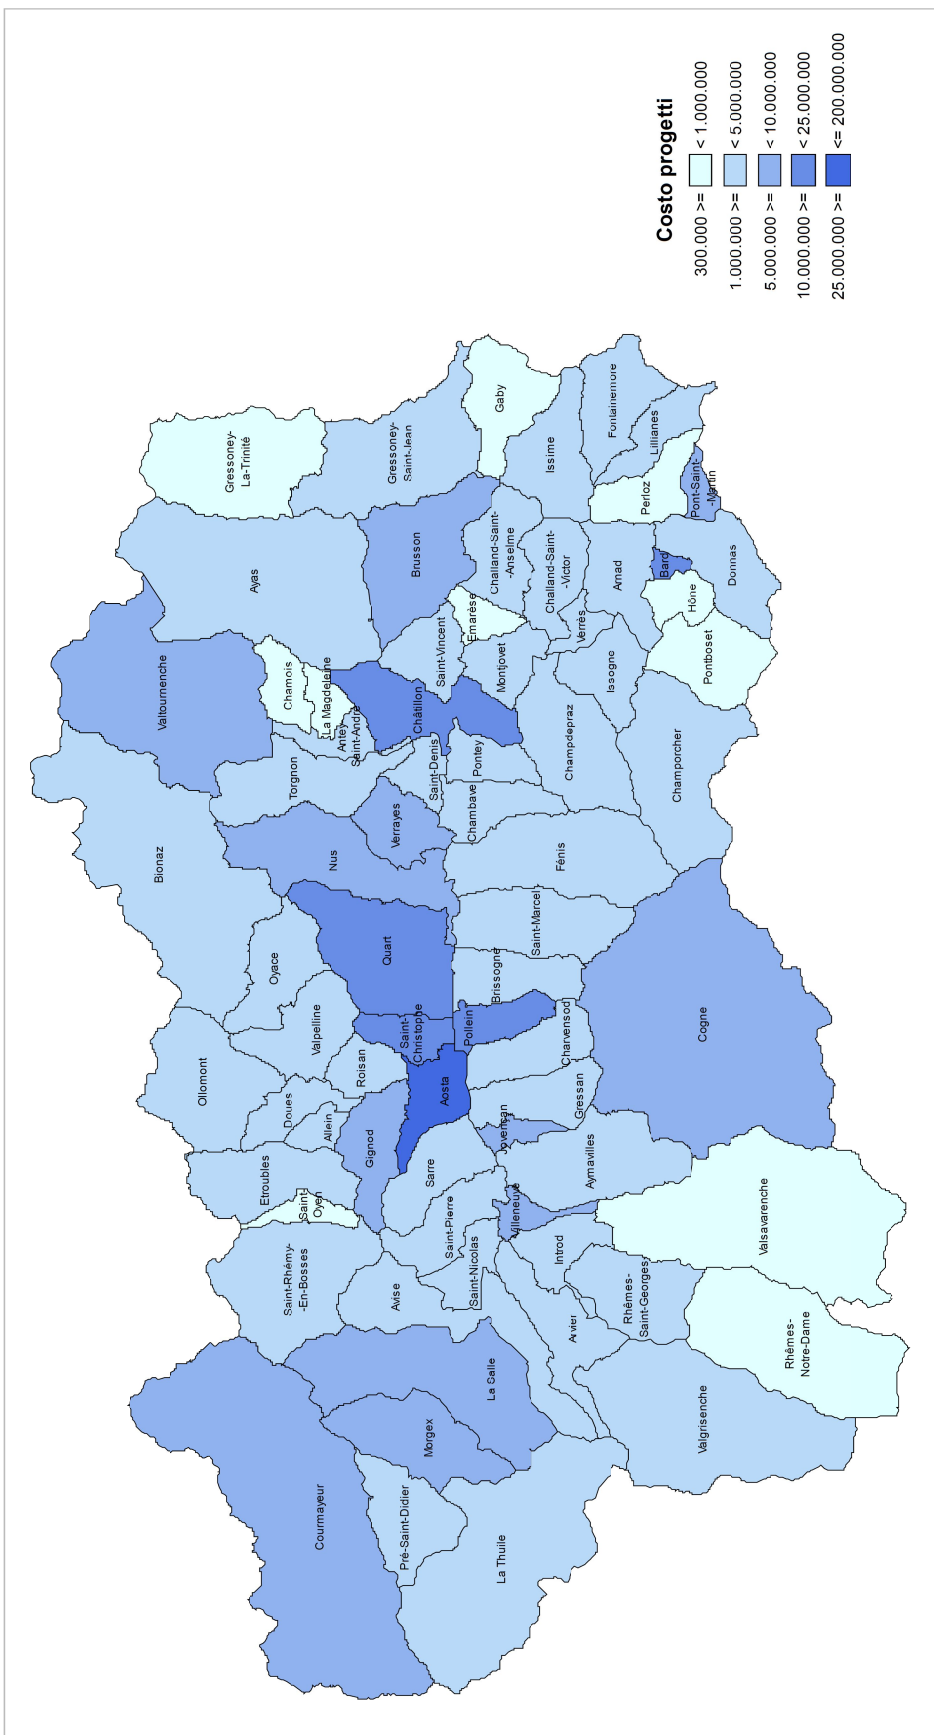 Costo progetti
300.000 >= < 1.000.000
1.000.000 >= < 5.000.000
5.000.000 >= < 10.000.000
10.000.000 >= < 25.000.000
25.000.000 >= <= 200.000.000
Courmayeur
Pré-Saint-Didier
La Thuile
Morgex
La Salle
Valgrisenche
Saint-Rhémy-
-En-Bosses
Avise
Saint-Nicolas
Saint-Pierre
Arvier
Introd
Rhêmes-
Saint-Georges
Rhêmes-
Notre-Dame
Valsavarenche
Villeneuve
Saint-
Oyen
Etroubles
Gignod
Sarre
Allein
Doues
Ollomont
Roisan
Valpelline
Aosta
Jovençan
Aymavilles
Gressan
Charvensod
Cogne
Saint-
Christophe
Pollein
Brissogne
Oyace
Bionaz
Quart
Saint-Marcel
Nus
Fénis
Verrayes
Chambave
Saint-Denis
Pontey
Torgnon
Antey
Saint-André
La Magdeleine
Chamois
Valtournenche
Châtillon
Champdepraz
Champorcher
Saint-Vincent
Montjovet
Emarèse
Issogne
Verrès
Pontboset
Hône
Bard
Arnad
Donnas
Ayas
Brusson
Challand-Saint-
-Anselme
Challand-Saint-
-Victor
Gressoney-
La-Trinité
Gressoney-
Saint-Jean
Gaby
Issime
Fontainemore
Lillianes
Perloz
Pont-Saint-
-Martin